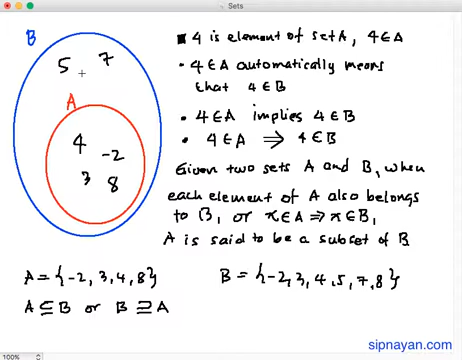 Sets
B
5 7
A
4 -2
3 8
4 is element of set A, 4∈A
• 4∈A automatically means
that 4∈B
• 4∈A implies 4∈B
• 4∈A ⇒ 4∈B
Given two sets A and B, when
each element of A also belongs
to B, or x∈A ⇒ x∈B,
A is said to be a subset of B
A = {-2, 3, 4, 8}
B = {-2, 3, 4, 5, 7, 8}
A ⊆ B or B ⊇ A
sipnayan.com
100%